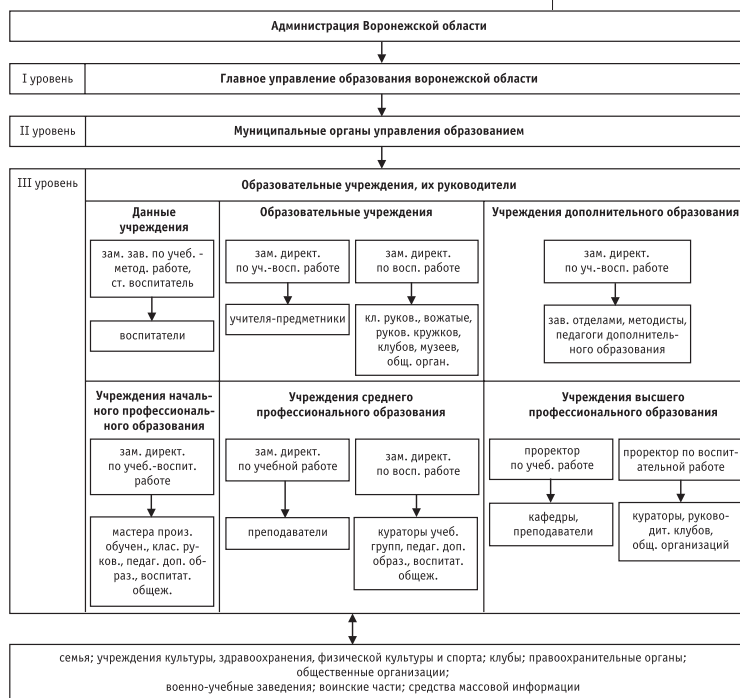 Администрация Воронежской области
I уровень
Главное управление образования воронежской области
II уровень
Муниципальные органы управления образованием
III уровень
Образовательные учреждения, их руководители
Данные
учреждения
зам. зав. по учеб. -
метод. работе,
ст. воспитатель
воспитатели
Образовательные учреждения
зам. директ.
по уч.-восп. работе
учителя-предметники
зам. директ.
по восп. работе
кл. руков., вожатые,
руков. кружков,
клубов, музеев,
общ. орган.
Учреждения дополнительного образования
зам. директ.
по уч.-восп. работе
зав. отделами, методисты,
педагоги дополнитель-
ного образования
Учреждения началь-
ного профессиональ-
ного образования
зам. директ.
по учеб.-воспит.
работе
мастера произ.
обучен., клас. ру-
ков., педаг. доп. об-
раз., воспитат.
общеж.
Учреждения среднего
профессионального образования
зам. директ.
по учебной работе
преподаватели
зам. директ.
по восп. работе
кураторы учеб.
групп, педаг. доп.
образ., воспитат.
общеж.
Учреждения высшего
профессионального образования
проректор
по учеб. работе
кафедры,
преподаватели
проректор по воспит-
ательной работе
кураторы, руково-
дит. клубов,
общ. организаций
семья; учреждения культуры, здравоохранения, физической культуры и спорта; клубы; правоохранительные органы;
общественные организации;
военно-учебные заведения; воинские части; средства массовой информации